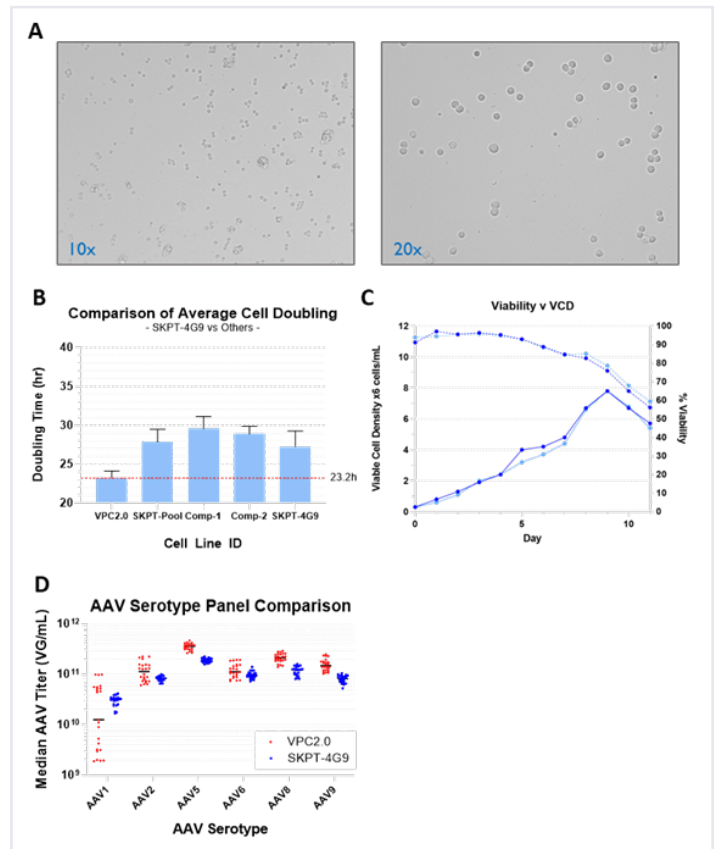 A
10x
20x
B
Comparison of Average Cell Doubling
- SKPT-4G9 vs Others -
Doubling Time (hr)
40
35
30
25
20
23.2h
VPC2.0 SKPT-Pool Comp-1 Comp-2 SKPT-4G9
Cell Line ID
C
Viability v VCD
Viable Cell Density x6 cells/mL
12
10
8
6
4
2
0
100
90
80
70
60
50
40
30
20
10
0
% Viability
0 5 10
Day
D
AAV Serotype Panel Comparison
Median AAV Titer (VG/mL)
10¹²
10¹¹
10¹⁰
10⁹
VPC2.0
SKPT-4G9
AAV1 AAV2 AAV5 AAV6 AAV8 AAV9
AAV Serotype